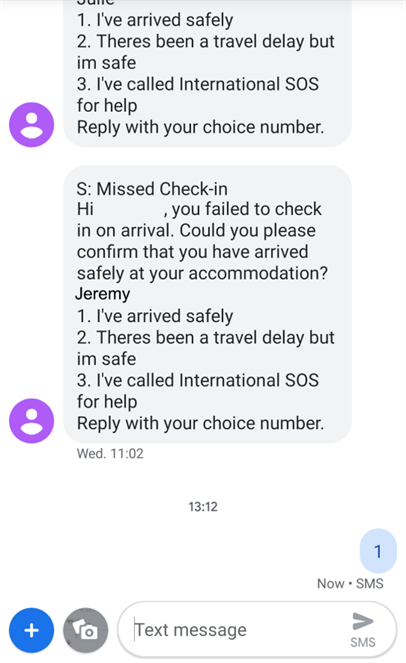 Julie
1. I've arrived safely
2. Theres been a travel delay but
im safe
3. I've called International SOS
for help
Reply with your choice number.
S: Missed Check-in
Hi , you failed to check
in on arrival. Could you please
confirm that you have arrived
safely at your accommodation?
Jeremy
1. I've arrived safely
2. Theres been a travel delay but
im safe
3. I've called International SOS
for help
Reply with your choice number.
Wed. 11:02
13:12
1
Now • SMS
Text message
SMS